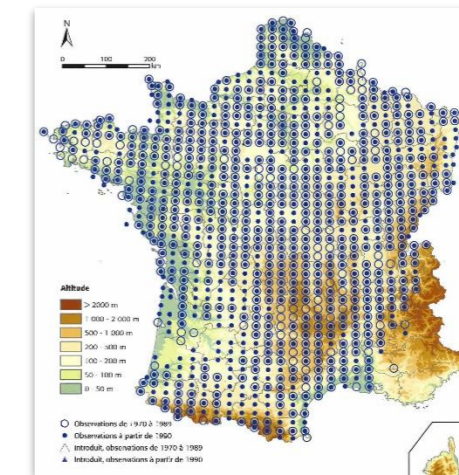 N
0 100 200
km
Altitude
> 2000 m
1 000 - 2 000 m
500 - 1 000 m
200 - 500 m
100 - 200 m
50 - 100 m
0 - 50 m
Observations de 1970 à 1989
Observations à partir de 1990
Introduit, observations de 1970 à 1989
Introduit, observations à partir de 1990